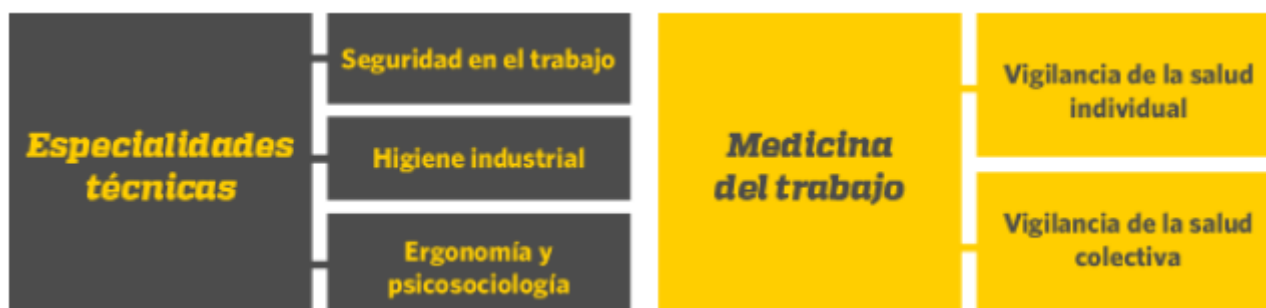 Especialidades
técnicas
Seguridad en el trabajo
Higiene industrial
Ergonomía y
psicosociología
Medicina
del trabajo
Vigilancia de la salud
individual
Vigilancia de la salud
colectiva